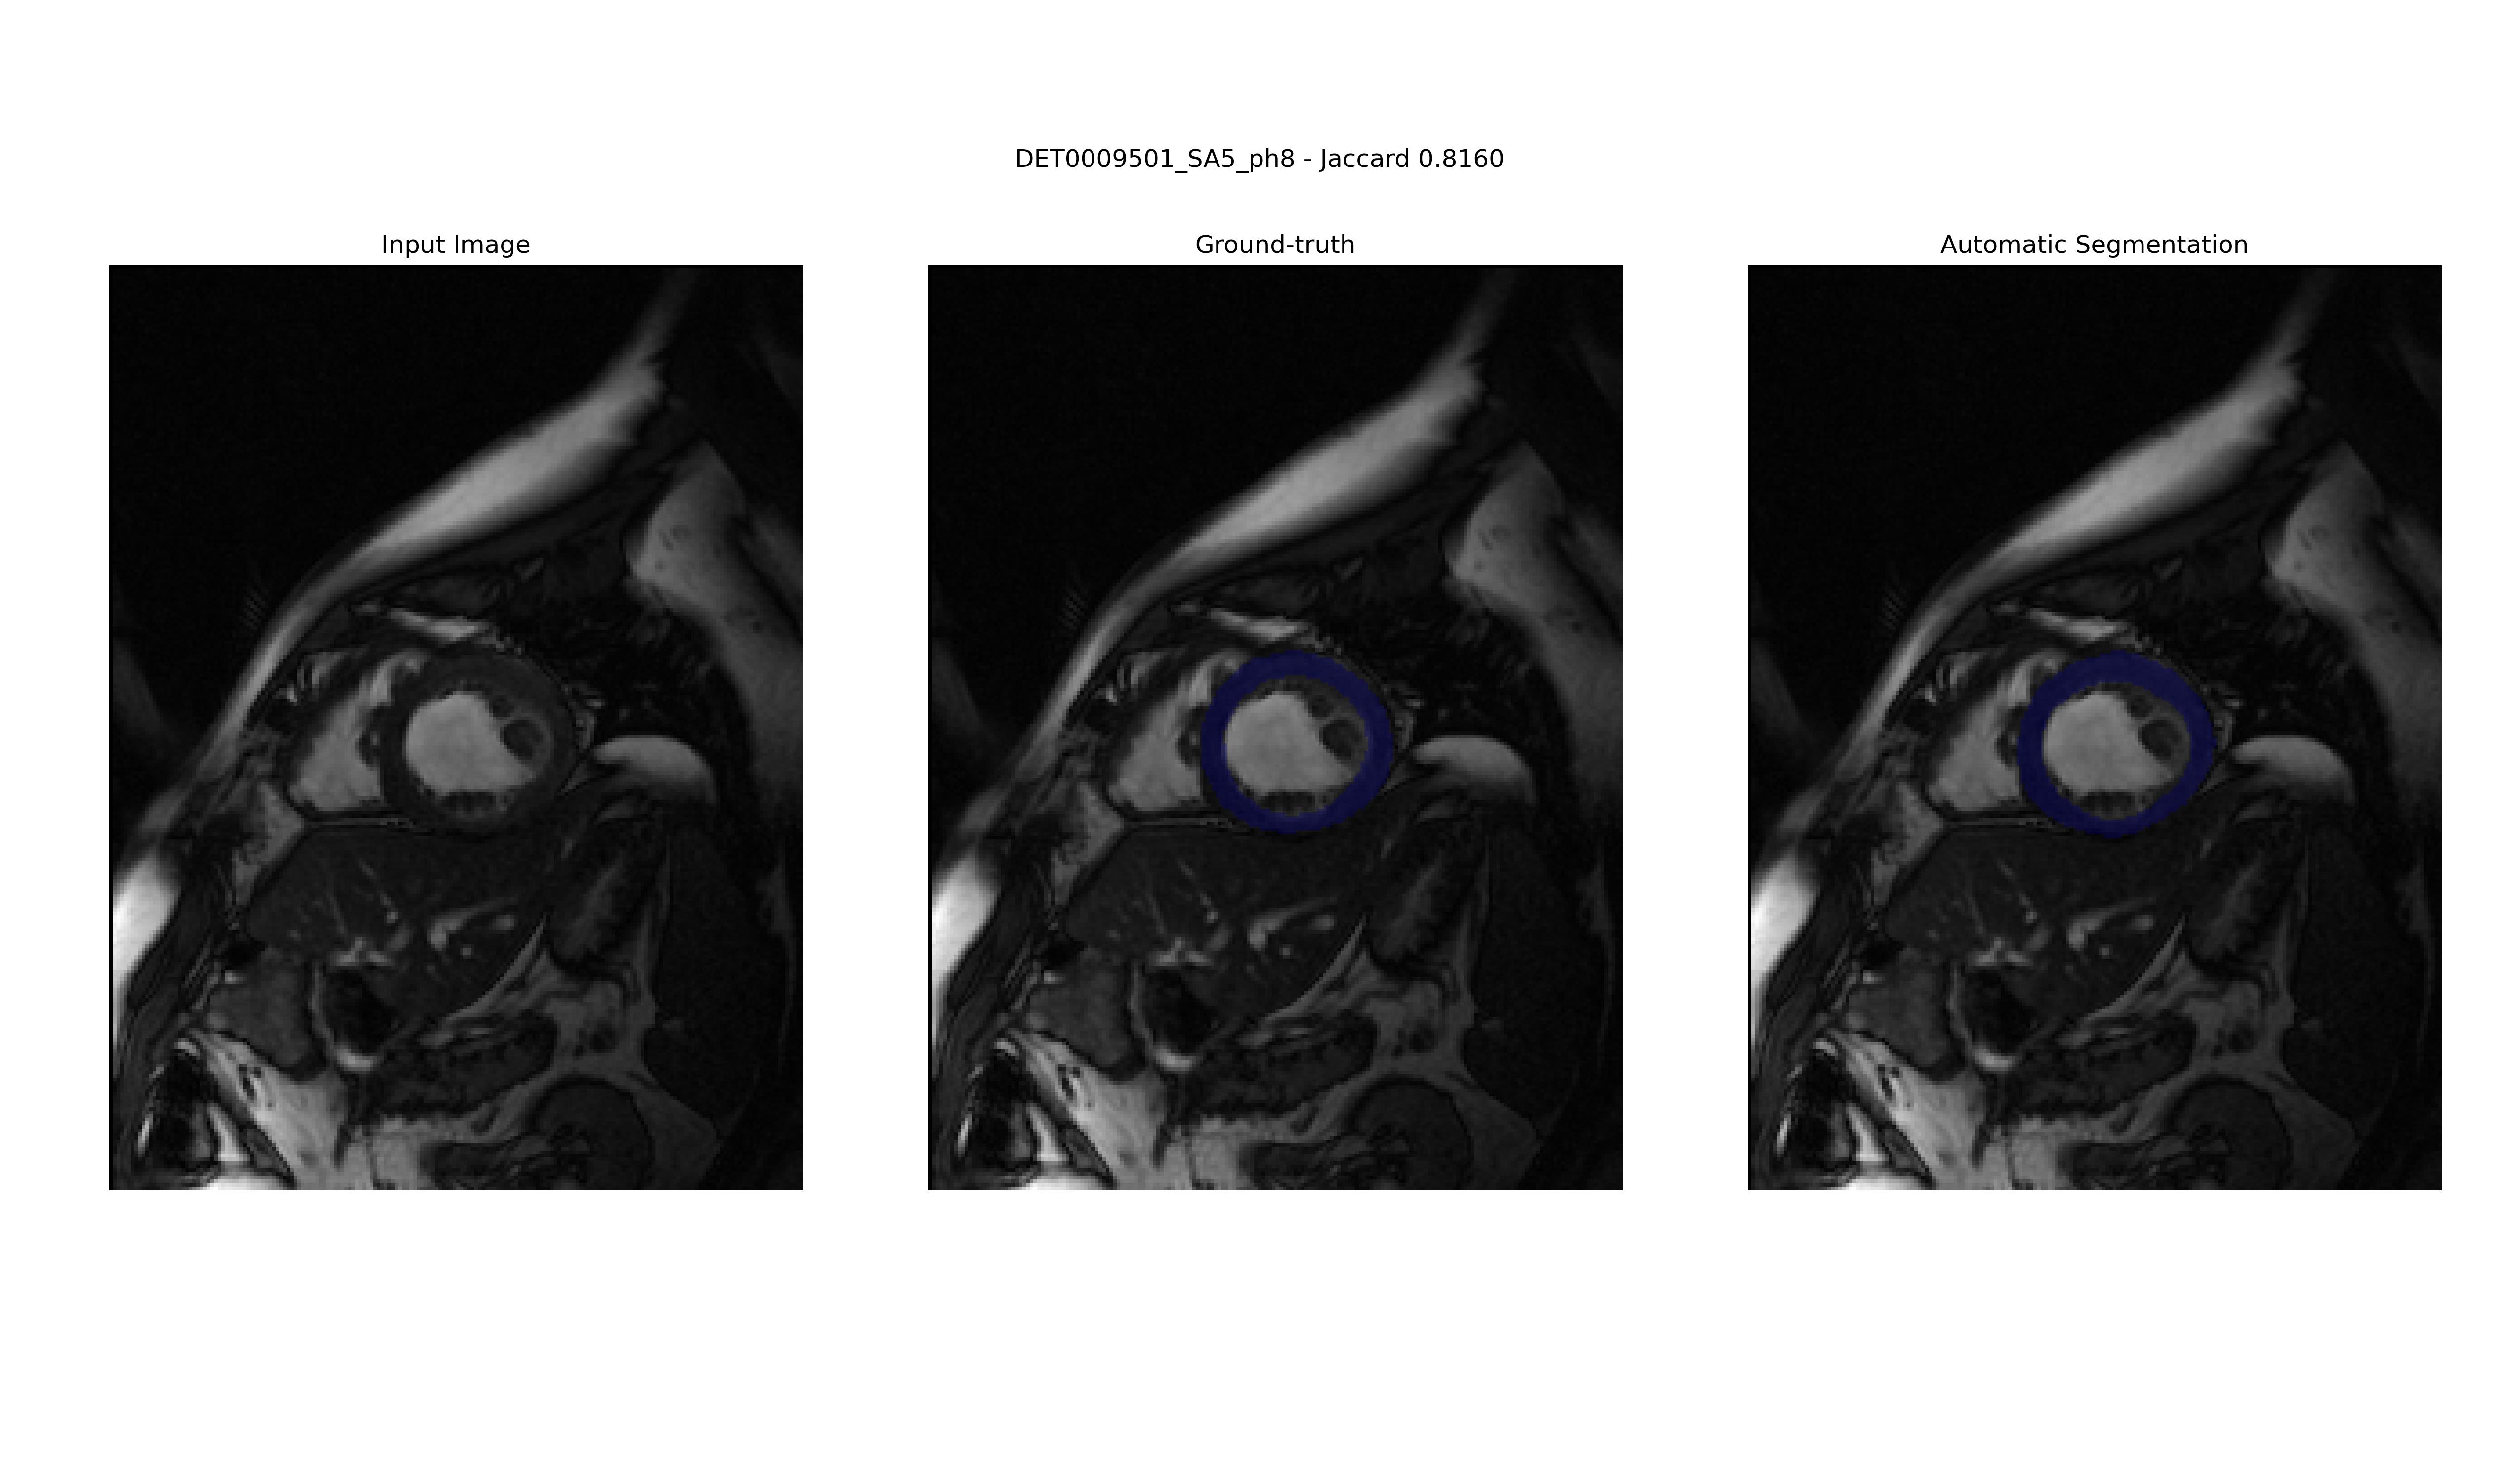 DET0009501_SA5_ph8 - Jaccard 0.8160
Input Image
Ground-truth
Automatic Segmentation